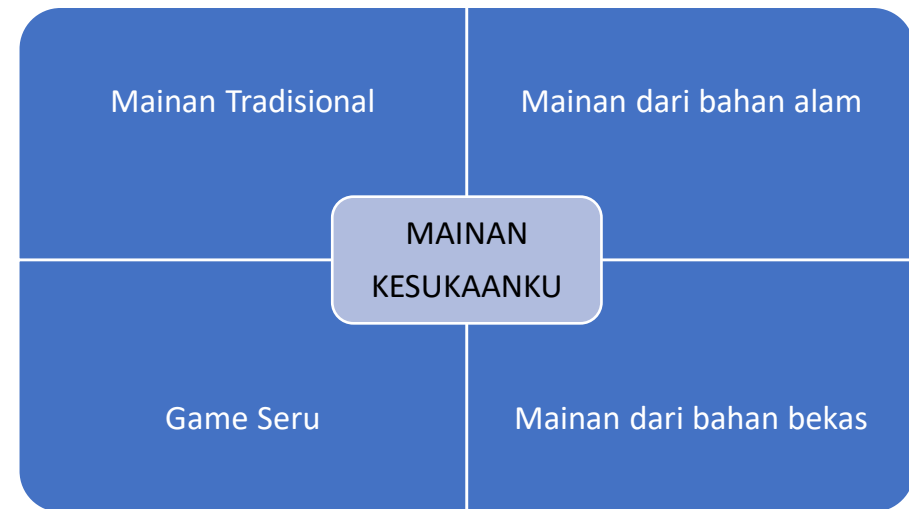 Mainan Tradisional
Mainan dari bahan alam
MAINAN
KESUKAANKU
Game Seru
Mainan dari bahan bekas